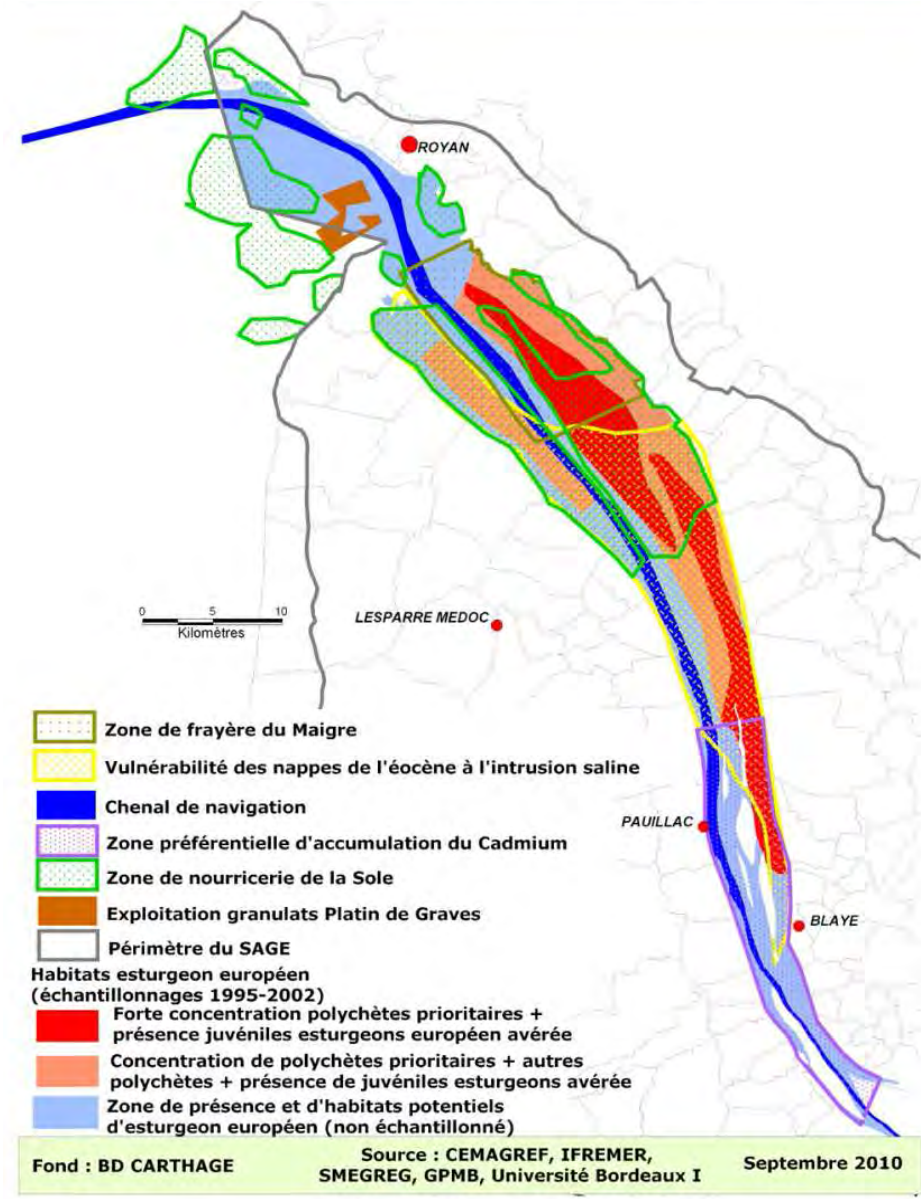 ROYAN
0 5 10
Kilomètres
LESPARRE MEDOC
PAUILLAC
BLAYE
Zone de frayère du Maigre
Vulnérabilité des nappes de l'éocène à l'intrusion saline
Chenal de navigation
Zone préférentielle d'accumulation du Cadmium
Zone de nourricerie de la Sole
Exploitation granulats Platin de Graves
Périmètre du SAGE
Habitats esturgeon européen
(échantillonnages 1995-2002)
Forte concentration polychètes prioritaires +
présence juvéniles esturgeons européen avérée
Concentration de polychètes prioritaires + autres
polychètes + présence de juvéniles esturgeons avérée
Zone de présence et d'habitats potentiels
d'esturgeon européen (non échantillonné)
Fond : BD CARTHAGE
Source : CEMAGREF, IFREMER,
SMEGREG, GPMB, Université Bordeaux I
Septembre 2010